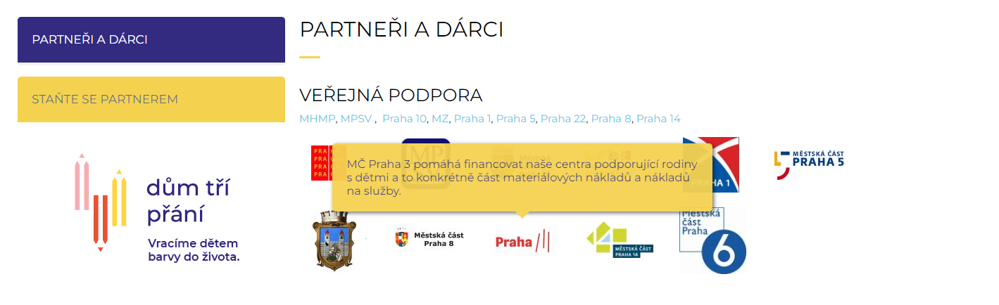 PARTNEŘI A DÁRCI
STAŇTE SE PARTNEREM
dům tří
přání
Vracíme dětem
barvy do života.
PARTNEŘI A DÁRCI
VEŘEJNÁ PODPORA
MHMP, MPSV ,  Praha 10, MZ, Praha 1, Praha 5, Praha 22, Praha 8, Praha 14
MČ Praha 3 pomáhá financovat naše centra podporující rodiny
s dětmi a to konkrétně část materiálových nákladů a nákladů
na služby.
PRAHA 1
MĚSTSKÁ ČÁST
PRAHA 5
Městská část
Praha 8
Praha
MĚSTSKÁ ČÁST
PRAHA 14
Městská
část
Praha
6